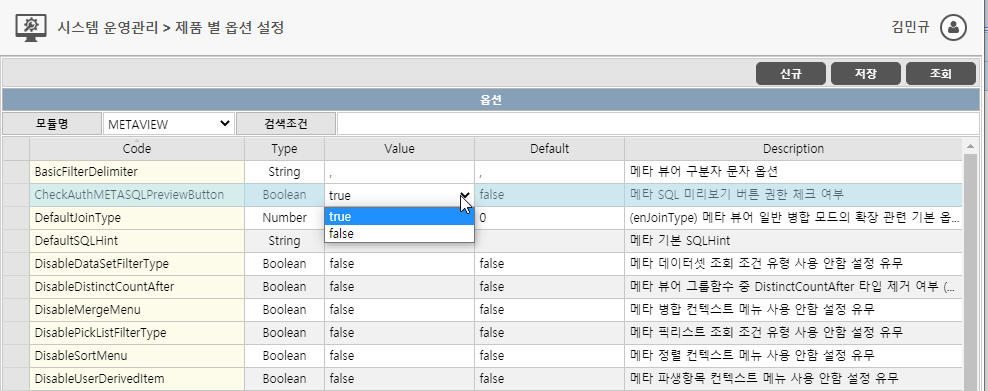 시스템 운영관리 > 제품 별 옵션 설정 김민규
신규 저장 조회
옵션
모듈명 METAVIEW 검색조건
Code Type Value Default Description
BasicFilterDelimiter String , , 메타 뷰어 구분자 문자 옵션
CheckAuthMETASQLPreviewButton Boolean true false 메타 SQL 미리보기 버튼 권한 체크 여부
DefaultJoinType Number true 0 (enJoinType) 메타 뷰어 일반 병합 모드의 확장 관련 기본 옵...
DefaultSQLHint String false 메타 기본 SQLHint
DisableDataSetFilterType Boolean false false 메타 데이터셋 조회 조건 유형 사용 안함 설정 유무
DisableDistinctCountAfter Boolean false false 메타 뷰어 그룹함수 중 DistinctCountAfter 타입 제거 여부 (...
DisableMergeMenu Boolean false false 메타 병합 컨텍스트 메뉴 사용 안함 설정 유무
DisablePickListFilterType Boolean false false 메타 픽리스트 조회 조건 유형 사용 안함 설정 유무
DisableSortMenu Boolean false false 메타 정렬 컨텍스트 메뉴 사용 안함 설정 유무
DisableUserDerivedItem Boolean false false 메타 파생항목 컨텍스트 메뉴 사용 안함 설정 유무